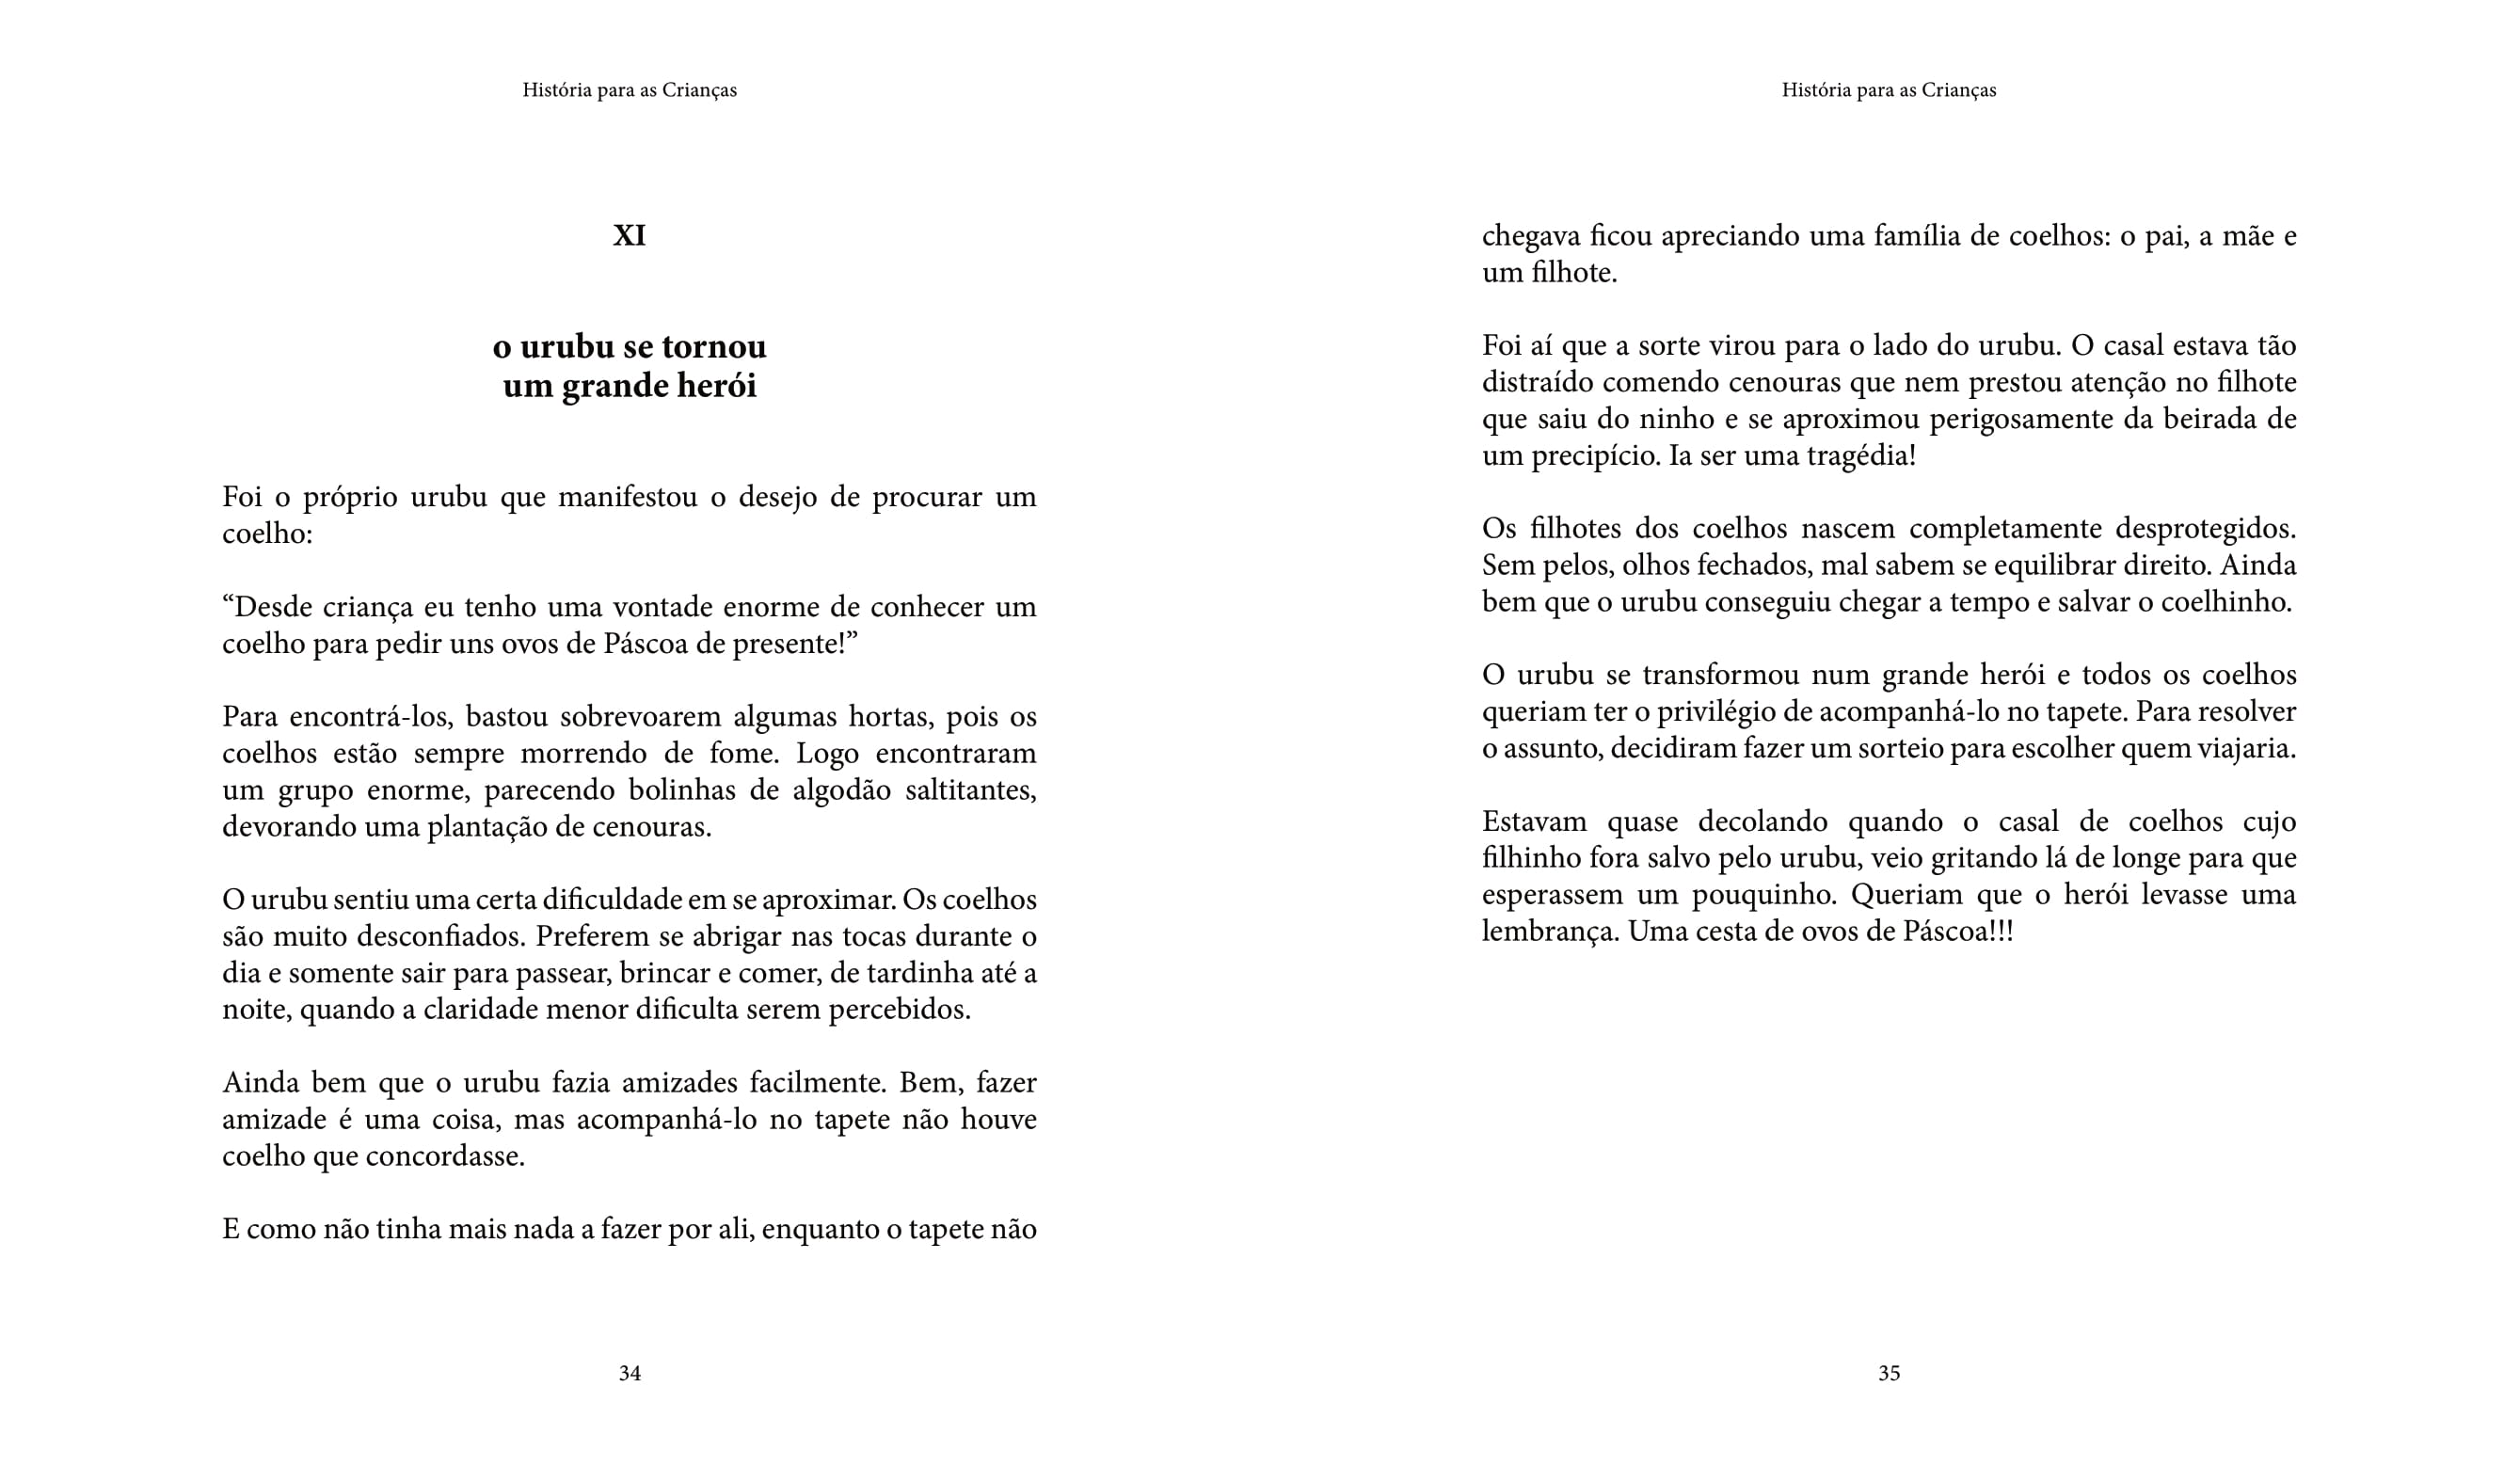 História para as Crianças
XI
o urubu se tornou
um grande herói
Foi o próprio urubu que manifestou o desejo de procurar um
coelho:
“Desde criança eu tenho uma vontade enorme de conhecer um
coelho para pedir uns ovos de Páscoa de presente!”
Para encontrá-los, bastou sobrevoarem algumas hortas, pois os
coelhos estão sempre morrendo de fome. Logo encontraram
um grupo enorme, parecendo bolinhas de algodão saltitantes,
devorando uma plantação de cenouras.
O urubu sentiu uma certa dificuldade em se aproximar. Os coelhos
são muito desconfiados. Preferem se abrigar nas tocas durante o
dia e somente sair para passear, brincar e comer, de tardinha até a
noite, quando a claridade menor dificulta serem percebidos.
Ainda bem que o urubu fazia amizades facilmente. Bem, fazer
amizade é uma coisa, mas acompanhá-lo no tapete não houve
coelho que concordasse.
E como não tinha mais nada a fazer por ali, enquanto o tapete não
34
História para as Crianças
chegava ficou apreciando uma família de coelhos: o pai, a mãe e
um filhote.
Foi aí que a sorte virou para o lado do urubu. O casal estava tão
distraído comendo cenouras que nem prestou atenção no filhote
que saiu do ninho e se aproximou perigosamente da beirada de
um precipício. Ia ser uma tragédia!
Os filhotes dos coelhos nascem completamente desprotegidos.
Sem pelos, olhos fechados, mal sabem se equilibrar direito. Ainda
bem que o urubu conseguiu chegar a tempo e salvar o coelhinho.
O urubu se transformou num grande herói e todos os coelhos
queriam ter o privilégio de acompanhá-lo no tapete. Para resolver
o assunto, decidiram fazer um sorteio para escolher quem viajaria.
Estavam quase decolando quando o casal de coelhos cujo
filhinho fora salvo pelo urubu, veio gritando lá de longe para que
esperassem um pouquinho. Queriam que o herói levasse uma
lembrança. Uma cesta de ovos de Páscoa!!!
35